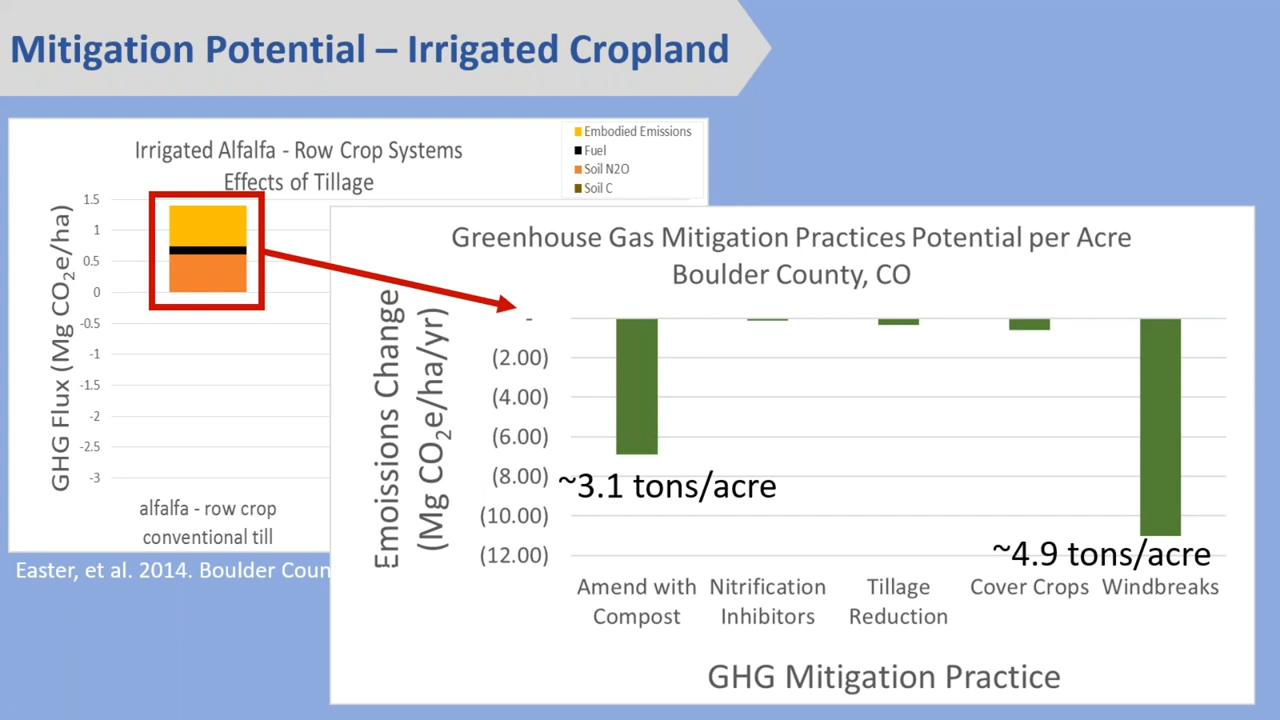 Mitigation Potential – Irrigated Cropland
Irrigated Alfalfa - Row Crop Systems
Effects of Tillage
Embodied Emissions
Fuel
Soil N2O
Soil C
GHG Flux (Mg CO2e/ha)
1.5
1
0.5
0
-0.5
-1
-1.5
-2
-2.5
-3
alfalfa - row crop
conventional till
Easter, et al. 2014. Boulder Coun
Greenhouse Gas Mitigation Practices Potential per Acre
Boulder County, CO
Emoissions Change
(Mg CO2e/ha/yr)
-
(2.00)
(4.00)
(6.00)
(8.00)
(10.00)
(12.00)
~3.1 tons/acre
~4.9 tons/acre
Amend with
Compost
Nitrification
Inhibitors
Tillage
Reduction
Cover Crops
Windbreaks
GHG Mitigation Practice